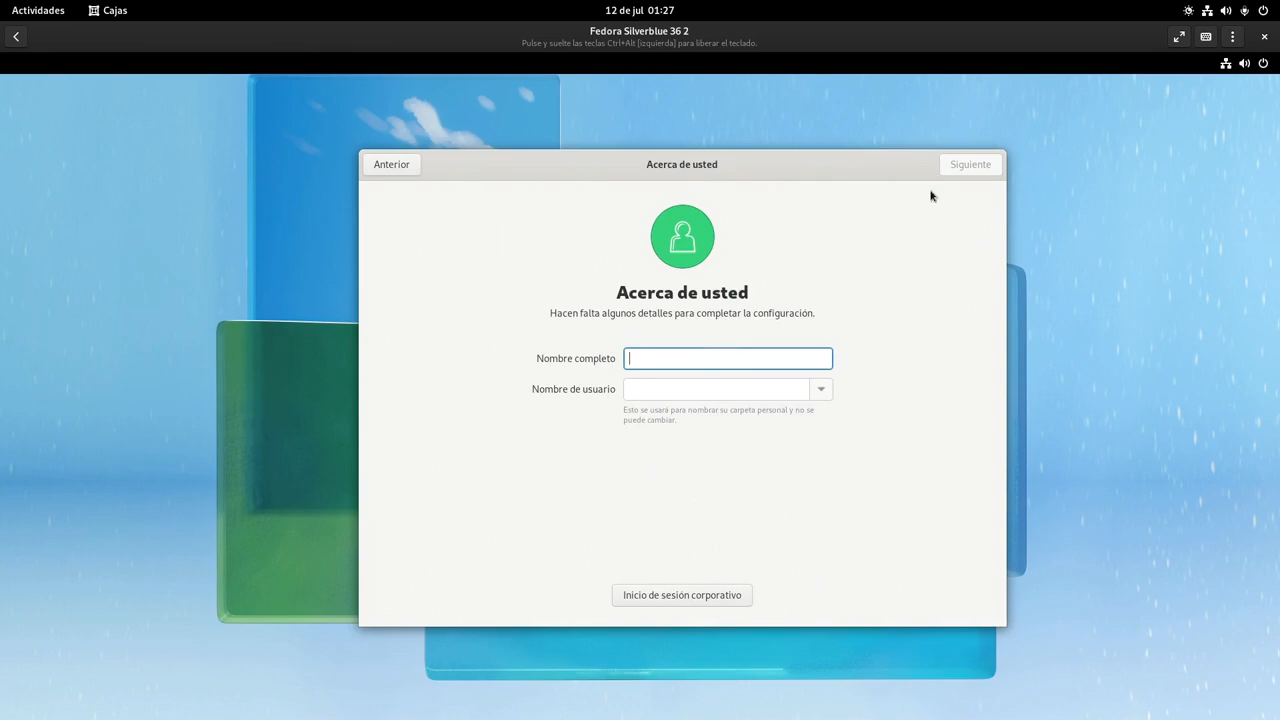 Actividades
Cajas
12 de jul 01:27
Fedora Silverblue 36 2
Pulse y suelte las teclas Ctrl+Alt [izquierda] para liberar el teclado.
Anterior
Acerca de usted
Siguiente
Acerca de usted
Hacen falta algunos detalles para completar la configuración.
Nombre completo
Nombre de usuario
Esto se usará para nombrar su carpeta personal y no se
puede cambiar.
Inicio de sesión corporativo